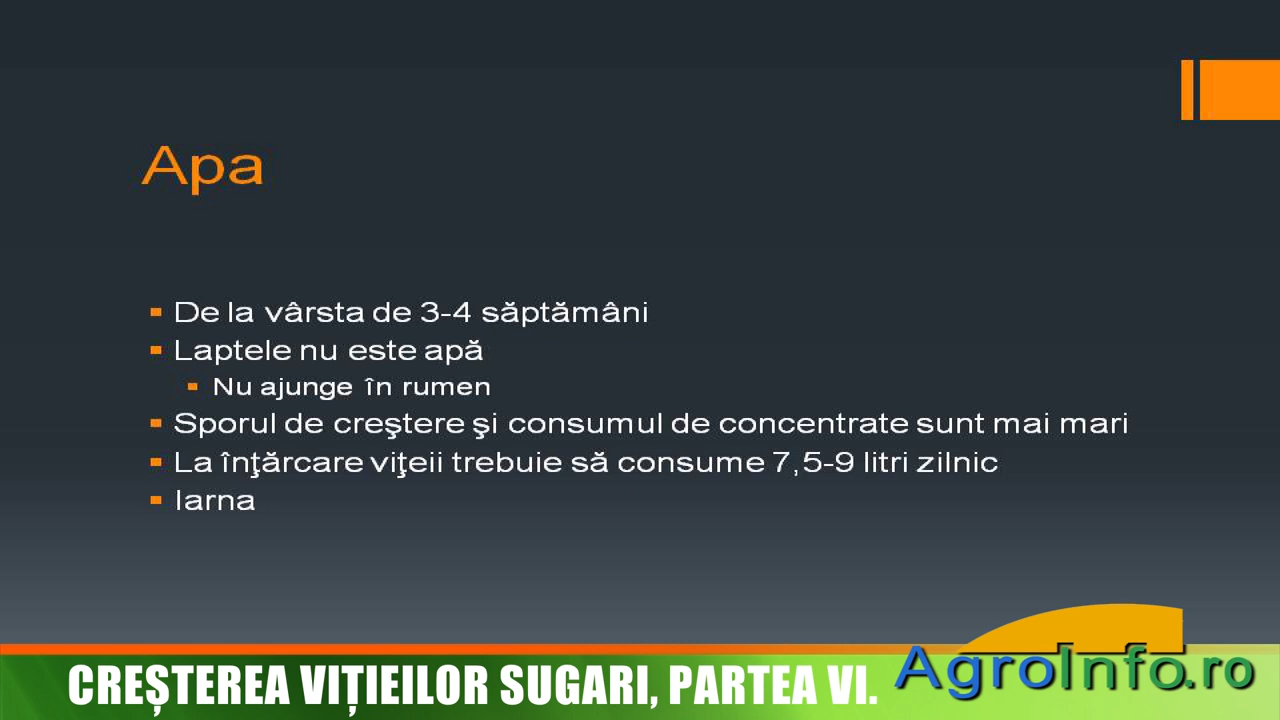 Apa
De la vârsta de 3-4 săptămâni
Laptele nu este apă
Nu ajunge în rumen
Sporul de creştere şi consumul de concentrate sunt mai mari
La înţărcare viţeii trebuie să consume 7,5-9 litri zilnic
Iarna
CREȘTEREA VIȚIEILOR SUGARI, PARTEA VI.
AgroInfo.ro